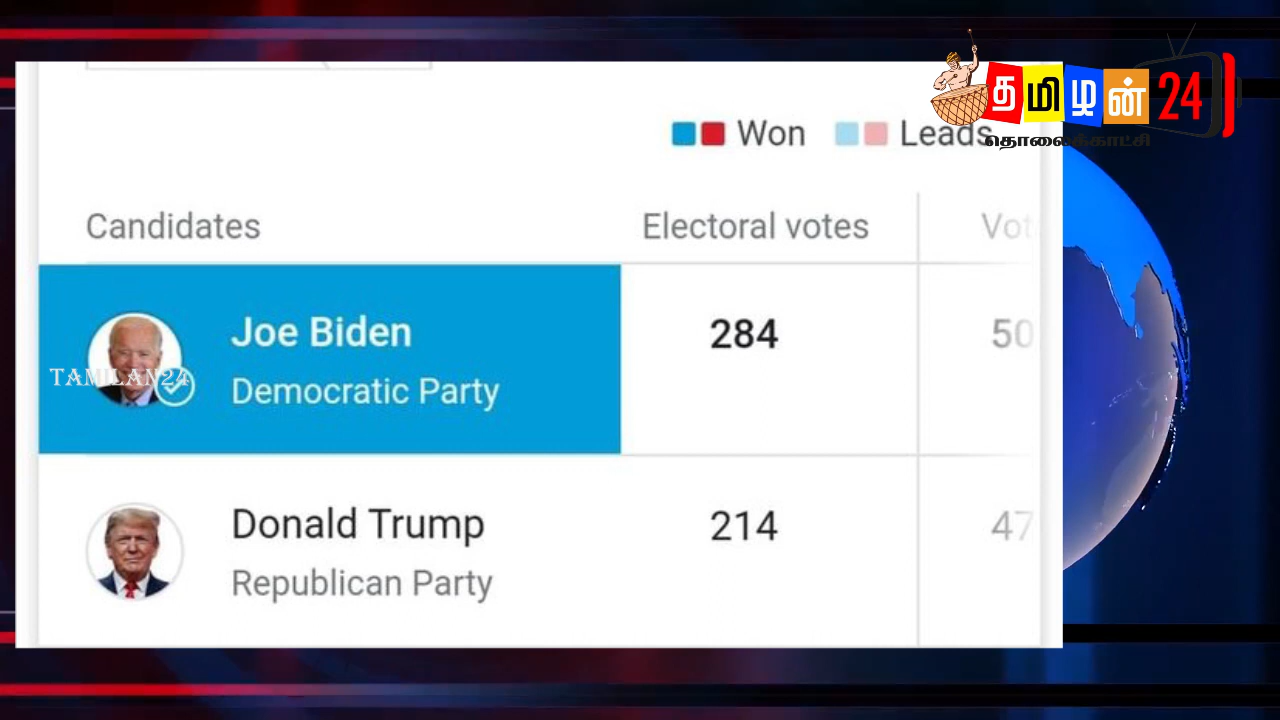 தமிழன் 24
தொலைக்காட்சி
Won Leads
Candidates Electoral votes
Joe Biden 284
TAMILAN24
Democratic Party
Donald Trump 214
Republican Party